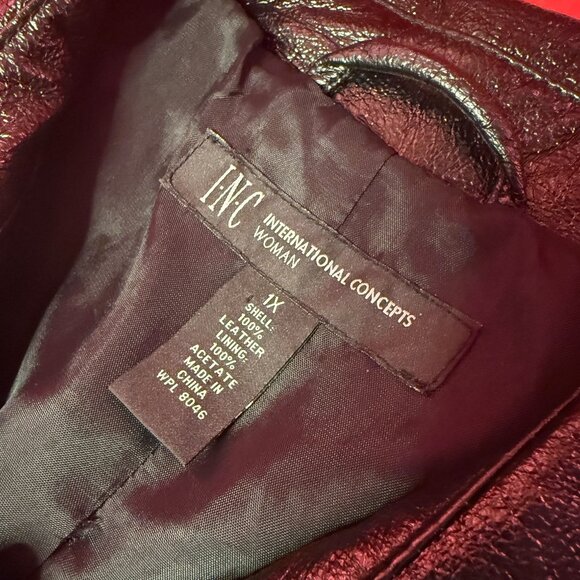 I·N·C INTERNATIONAL CONCEPTS
WOMAN
1X
SHELL:
100%
LEATHER
LINING:
100%
ACETATE
MADE IN
CHINA
WPL 8046